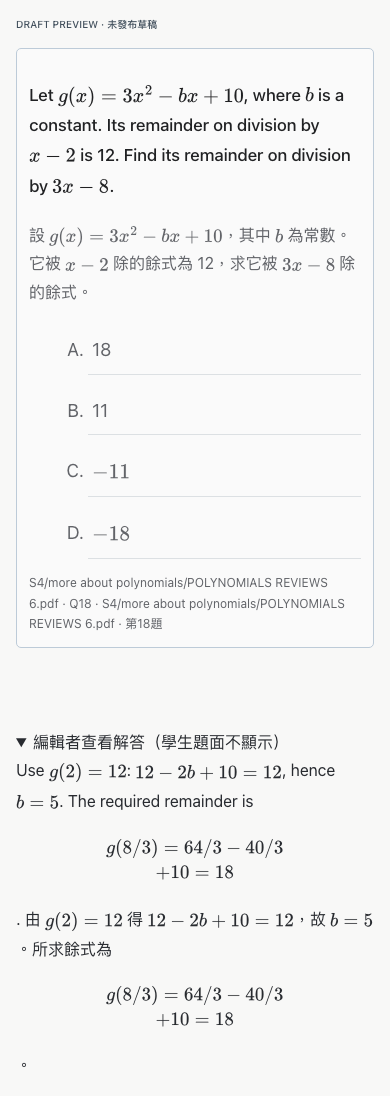 DRAFT PREVIEW · 未發布草稿
Let g(x) = 3x² − bx + 10, where b is a
constant. Its remainder on division by
x − 2 is 12. Find its remainder on division
by 3x − 8.
設 g(x) = 3x² − bx + 10，其中 b 為常數。
它被 x − 2 除的餘式為 12，求它被 3x − 8 除
的餘式。
A. 18
B. 11
C. −11
D. −18
S4/more about polynomials/POLYNOMIALS REVIEWS
6.pdf · Q18 · S4/more about polynomials/POLYNOMIALS
REVIEWS 6.pdf · 第18題
▼ 編輯者查看解答（學生題面不顯示）
Use g(2) = 12: 12 − 2b + 10 = 12, hence
b = 5. The required remainder is
g(8/3) = 64/3 − 40/3
+10 = 18
. 由 g(2) = 12 得 12 − 2b + 10 = 12，故 b = 5
。所求餘式為
g(8/3) = 64/3 − 40/3
+10 = 18
。